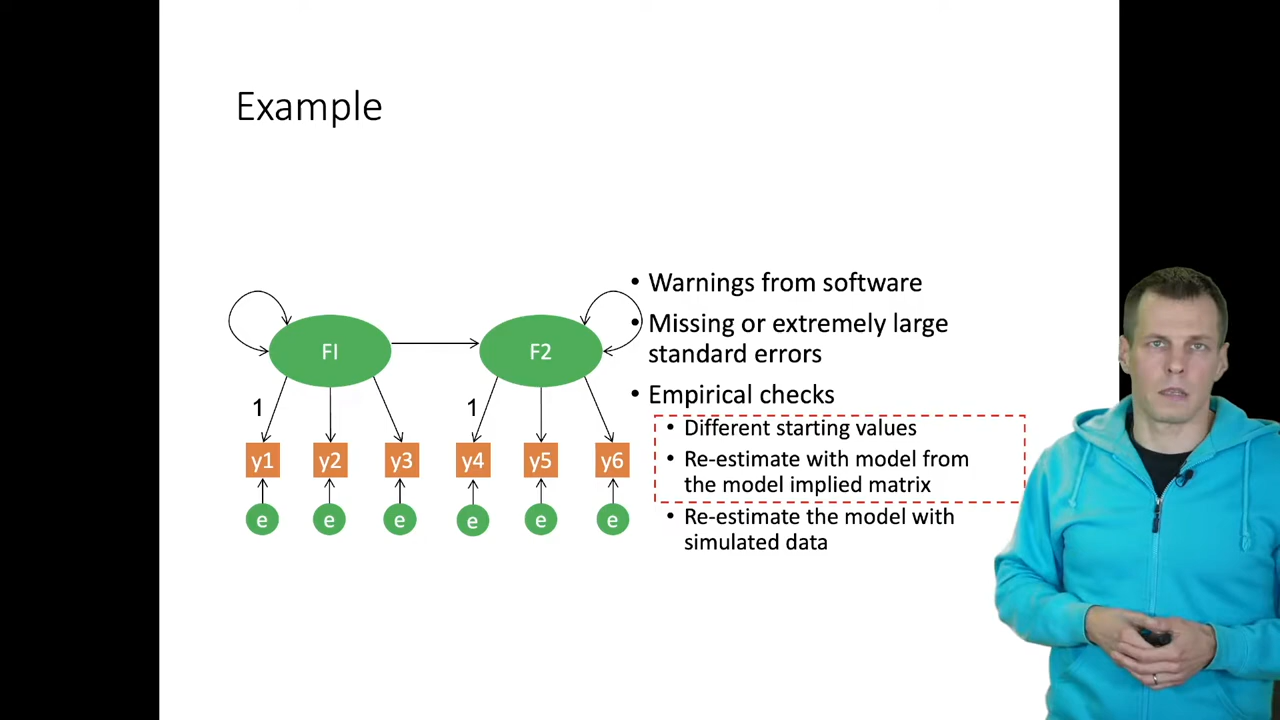 Example
• Warnings from software
• Missing or extremely large
standard errors
• Empirical checks
• Different starting values
• Re-estimate with model from
the model implied matrix
• Re-estimate the model with
simulated data
FI
F2
1
1
y1
y2
y3
y4
y5
y6
e
e
e
e
e
e